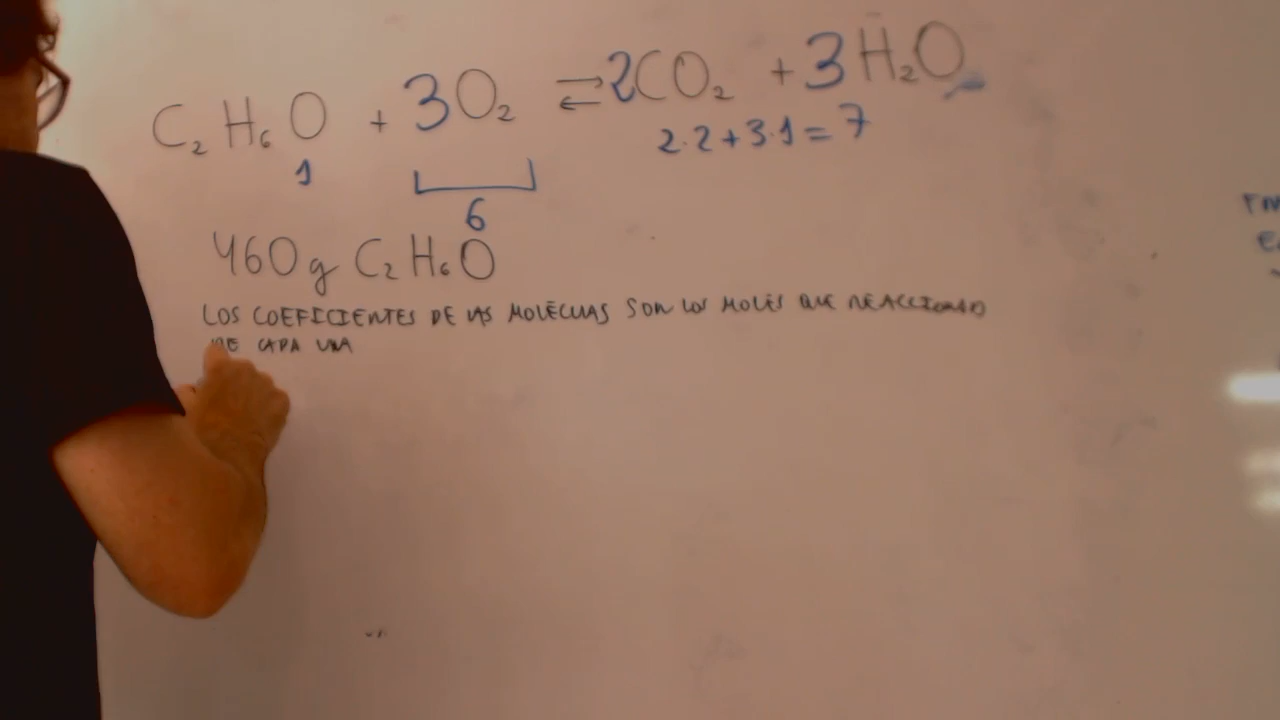 C₂H₆O + 3O₂ ⇄ 2CO₂ + 3H₂O
1
2·2+3·1=7
6
460g C₂H₆O
LOS COEFICIENTES DE LAS MOLÉCULAS SON LOS MOLES QUE REACCIONAN
DE CADA UNA